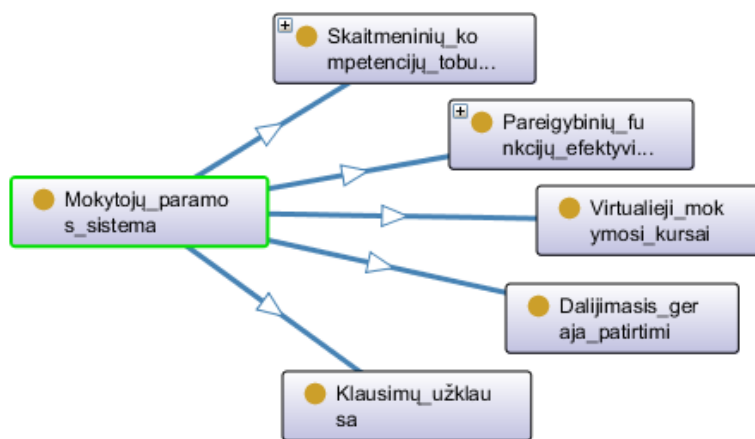 Skaitmeninių_ko
mpetencijų_tobu...
Pareigybinių_fu
nkcijų_efektyvi...
Mokytojų_paramo
s_sistema
Virtualieji_mok
ymosi_kursai
Dalijimasis_ger
aja_patirtimi
Klausimų_užklau
sa